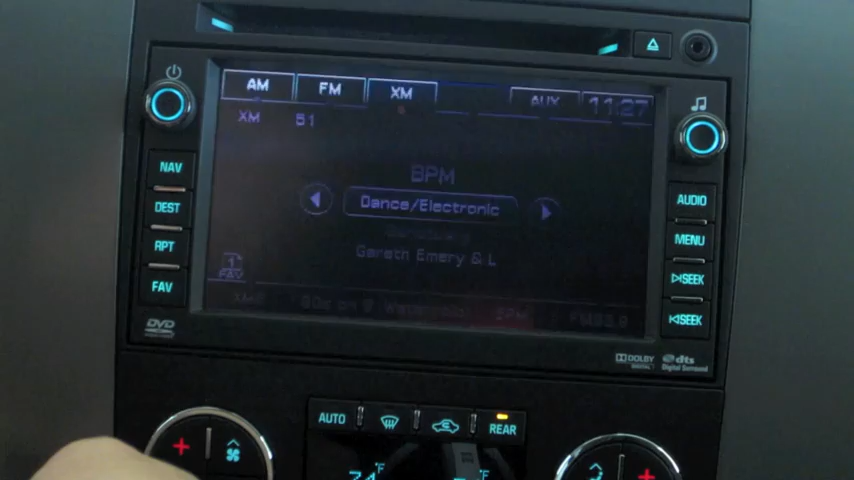 AM FM XM AUX 11:27
XM 51
BPM
Dance/Electronic
Gareth Emery & L
1
FAV
NAV
DEST
RPT
FAV
AUDIO
MENU
SEEK
SEEK
DVD
DOLBY
DIGITAL
dts
Digital Surround
AUTO
REAR